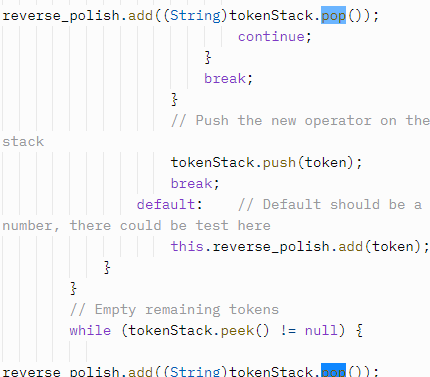 reverse_polish.add((String)tokenStack.pop());
continue;
}
break;
}
// Push the new operator on the
stack
tokenStack.push(token);
break;
default:    // Default should be a
number, there could be test here
this.reverse_polish.add(token);
}
}
// Empty remaining tokens
while (tokenStack.peek() != null) {
reverse_polish.add((String)tokenStack.pop());